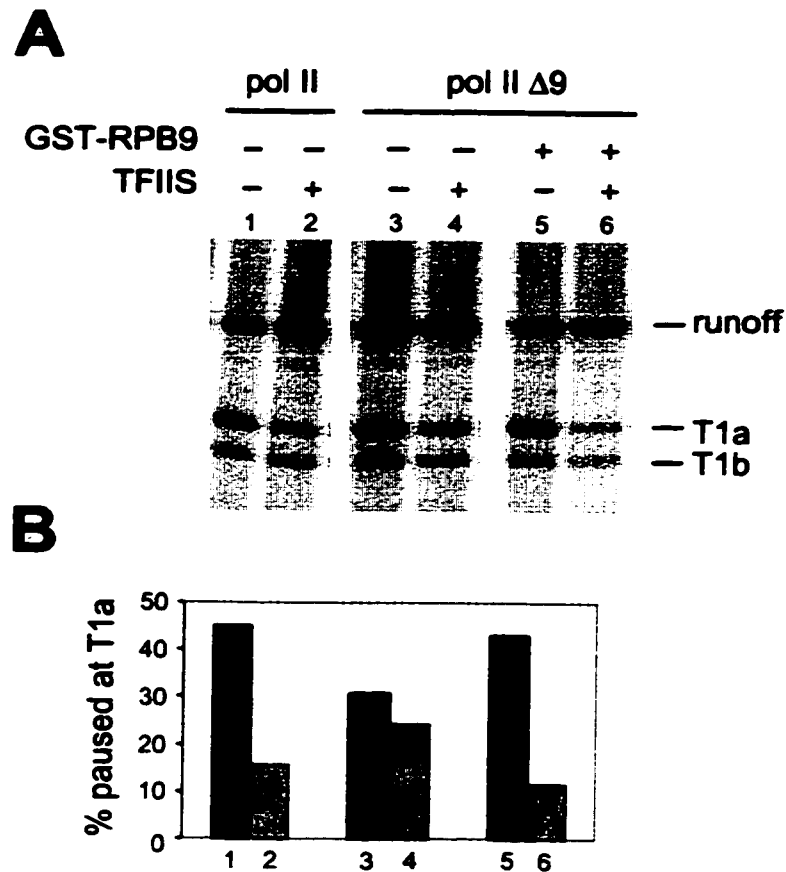 A
pol II pol II Δ9
GST-RPB9 – – – – + +
TFIIS – + – + – +
1 2 3 4 5 6
runoff
T1a
T1b
B
% paused at T1a
50
40
30
20
10
0
1 2 3 4 5 6